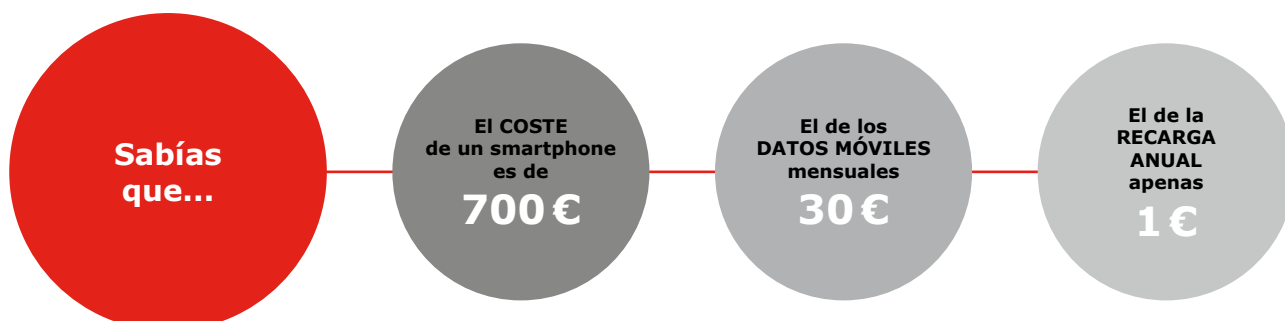 Sabías
que...
El COSTE
de un smartphone
es de
700 €
El de los
DATOS MÓVILES
mensuales
30 €
El de la
RECARGA
ANUAL
apenas
1 €